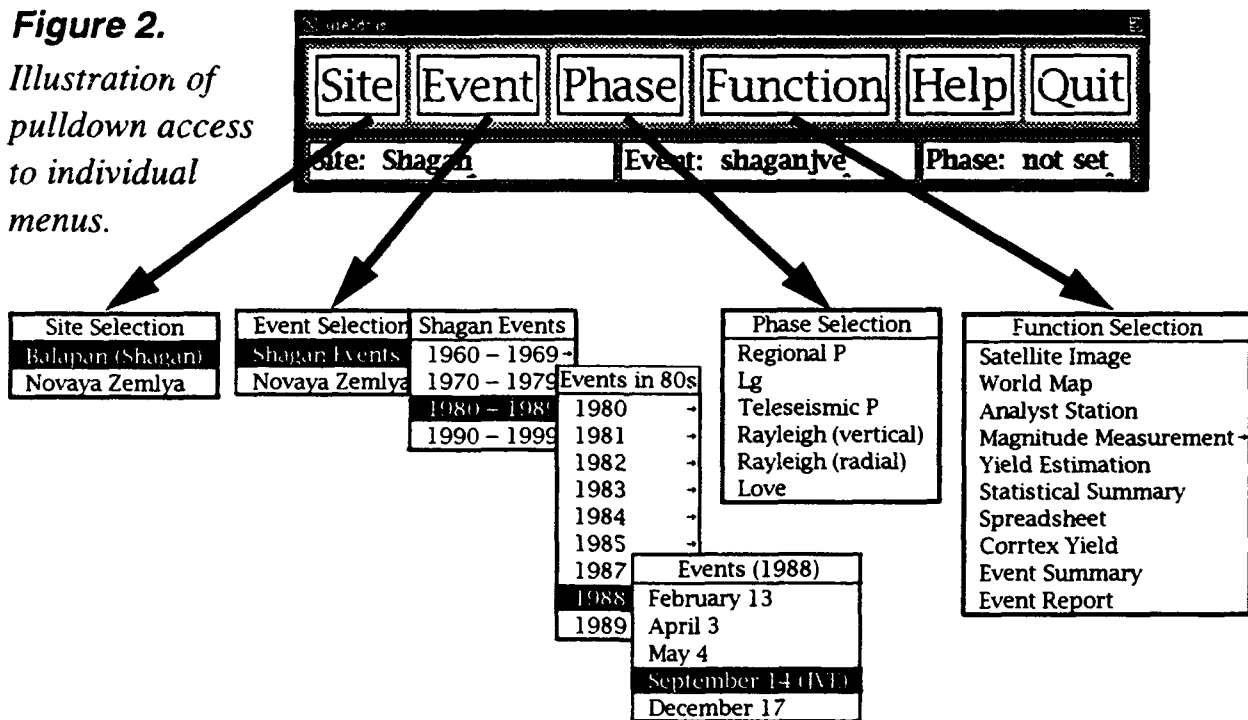 Figure 2.
Illustration of
pulldown access
to individual
menus.
Site Event Phase Function Help Quit
Site: Shagan Event: shaganjve Phase: not set
Site Selection
Balapan (Shagan)
Novaya Zemlya
Event Selection
Shagan Events
Novaya Zemlya
Shagan Events
1960 – 1969→
1970 – 1979
1980 – 1989
1990 – 1999
Events in 80s
1980 →
1981 →
1982 →
1983 →
1984 →
1985 →
1987
1988
1989
Events (1988)
February 13
April 3
May 4
September 14 (JVE)
December 17
Phase Selection
Regional P
Lg
Teleseismic P
Rayleigh (vertical)
Rayleigh (radial)
Love
Function Selection
Satellite Image
World Map
Analyst Station
Magnitude Measurement→
Yield Estimation
Statistical Summary
Spreadsheet
Corrtex Yield
Event Summary
Event Report